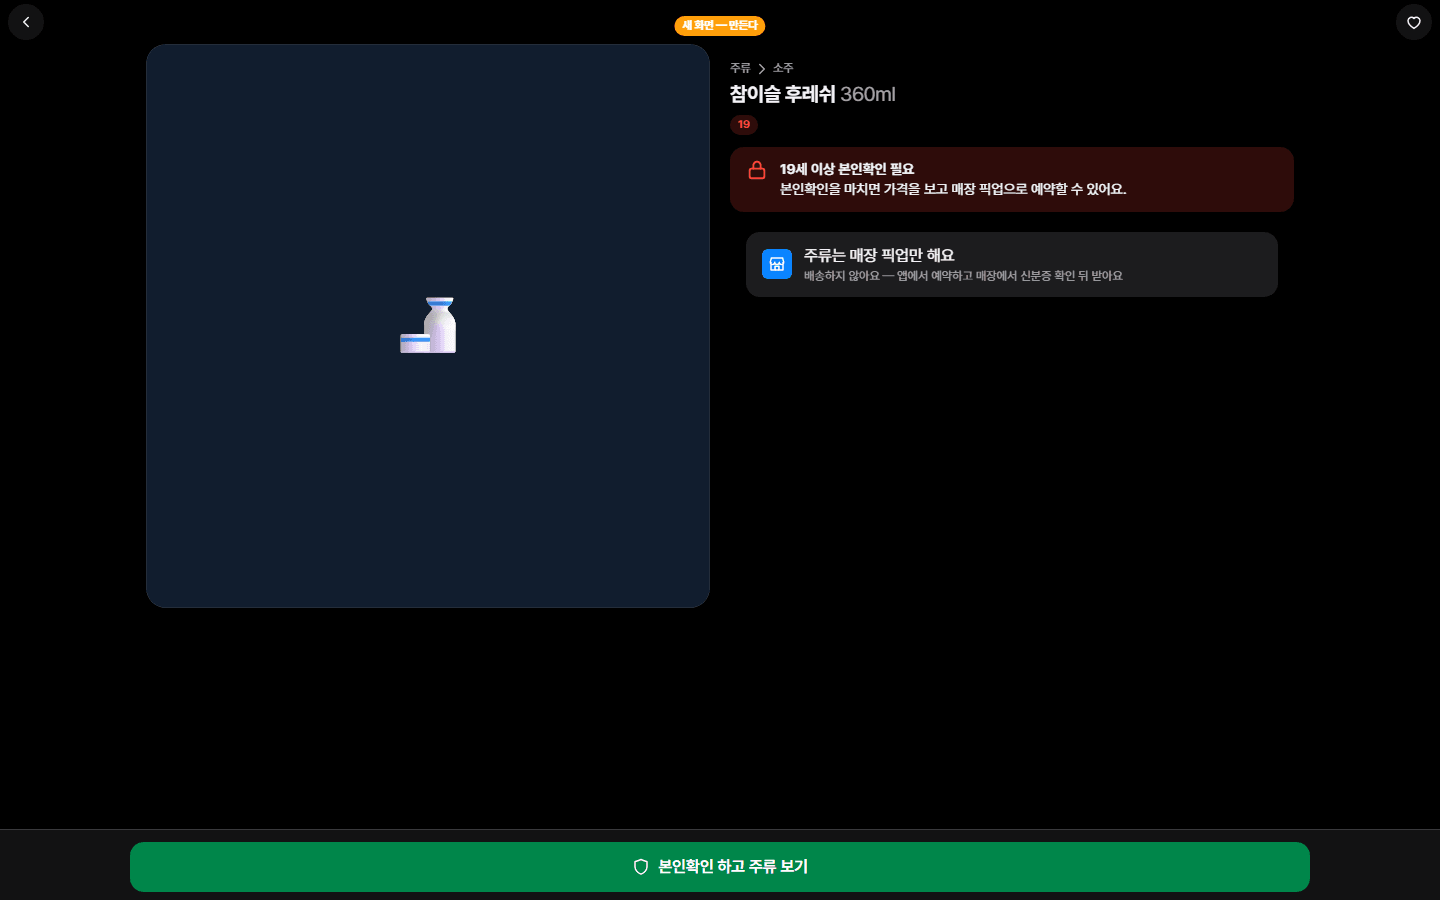 새 화면 — 만든다
주류 > 소주
참이슬 후레쉬 360ml
19
19세 이상 본인확인 필요
본인확인을 마치면 가격을 보고 매장 픽업으로 예약할 수 있어요.
주류는 매장 픽업만 해요
배송하지 않아요 — 앱에서 예약하고 매장에서 신분증 확인 뒤 받아요
본인확인 하고 주류 보기